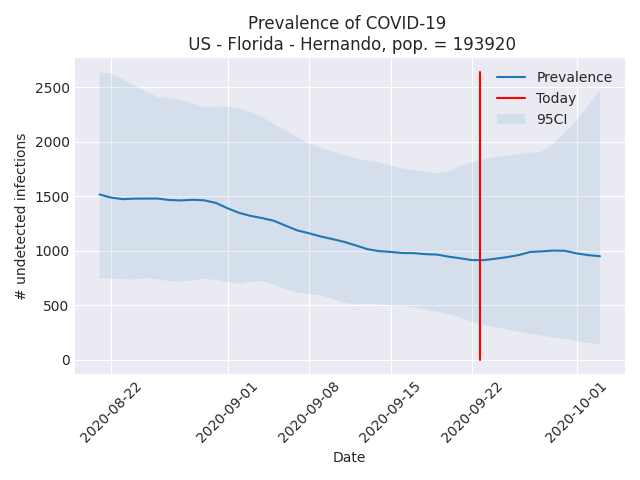 Prevalence of COVID-19
US - Florida - Hernando, pop. = 193920
# undetected infections
2500
2000
1500
1000
500
0
Prevalence
Today
95CI
2020-08-22
2020-09-01
2020-09-08
2020-09-15
2020-09-22
2020-10-01
Date